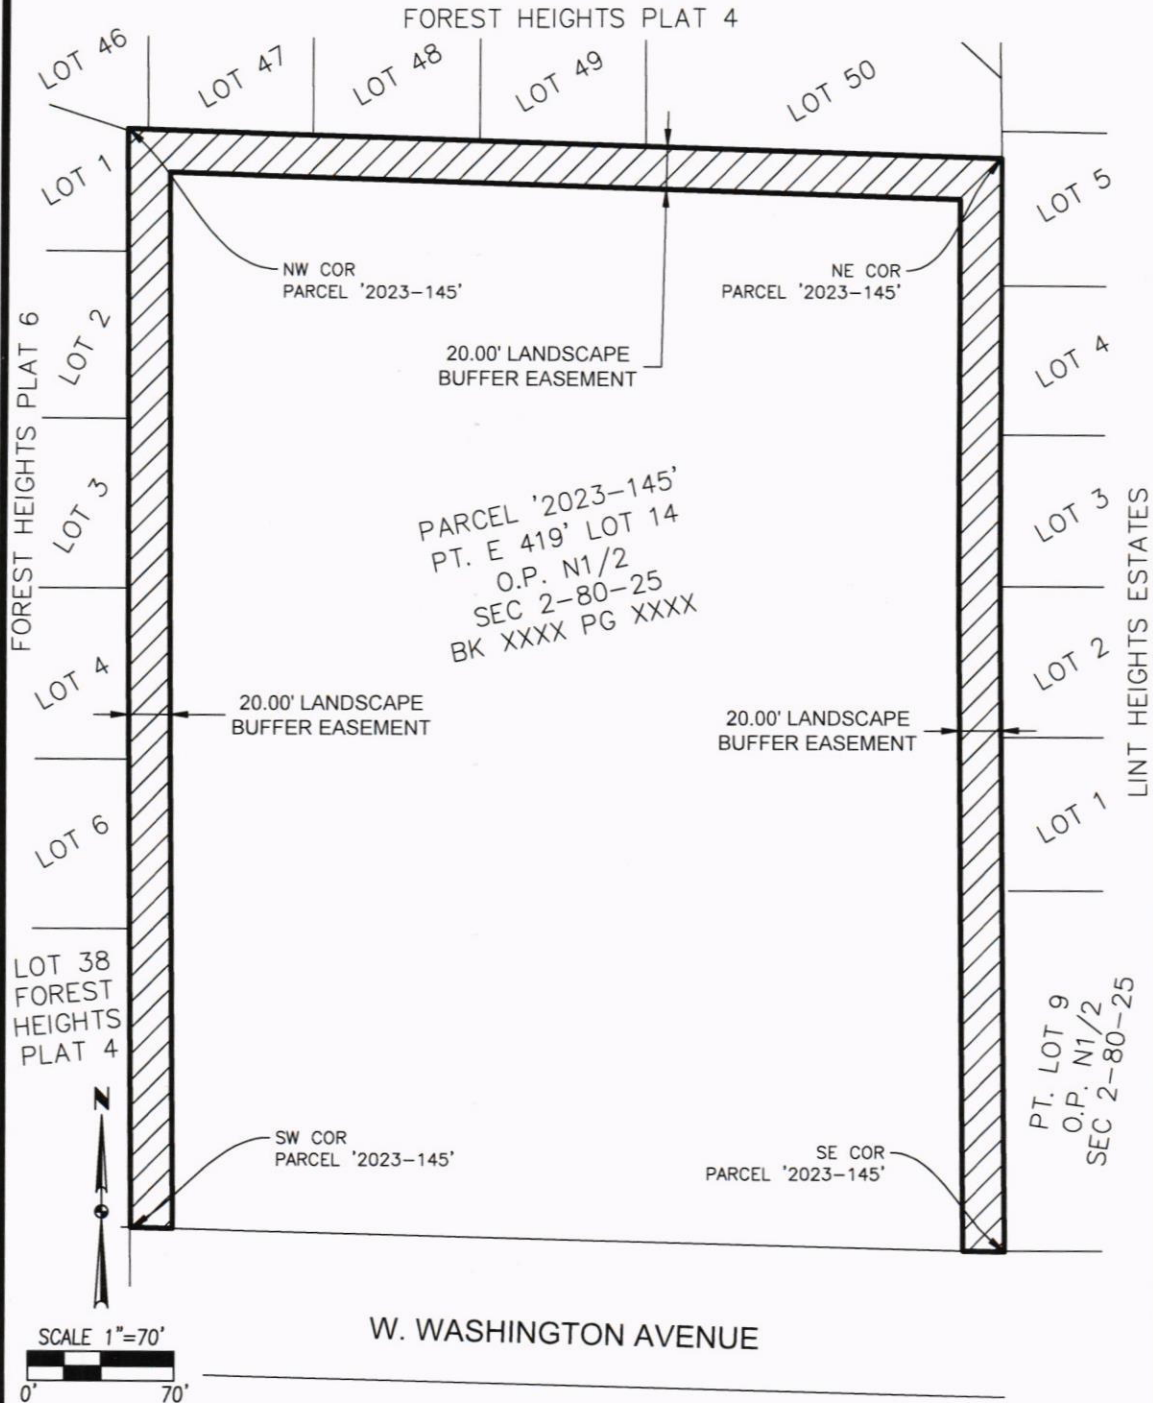 FOREST HEIGHTS PLAT 4
LOT 46
LOT 47
LOT 48
LOT 49
LOT 50
LOT 1
LOT 2
LOT 3
LOT 4
LOT 6
FOREST HEIGHTS PLAT 6
LOT 38
FOREST
HEIGHTS
PLAT 4
NW COR
PARCEL '2023-145'
NE COR
PARCEL '2023-145'
20.00' LANDSCAPE
BUFFER EASEMENT
PARCEL '2023-145'
PT. E 419' LOT 14
O.P. N1/2
SEC 2-80-25
BK XXXX PG XXXX
20.00' LANDSCAPE
BUFFER EASEMENT
20.00' LANDSCAPE
BUFFER EASEMENT
LOT 5
LOT 4
LOT 3
LOT 2
LOT 1
LINT HEIGHTS ESTATES
PT. LOT 9
O.P. N1/2
SEC 2-80-25
SW COR
PARCEL '2023-145'
SE COR
PARCEL '2023-145'
N
W. WASHINGTON AVENUE
SCALE 1"=70'
0' 70'